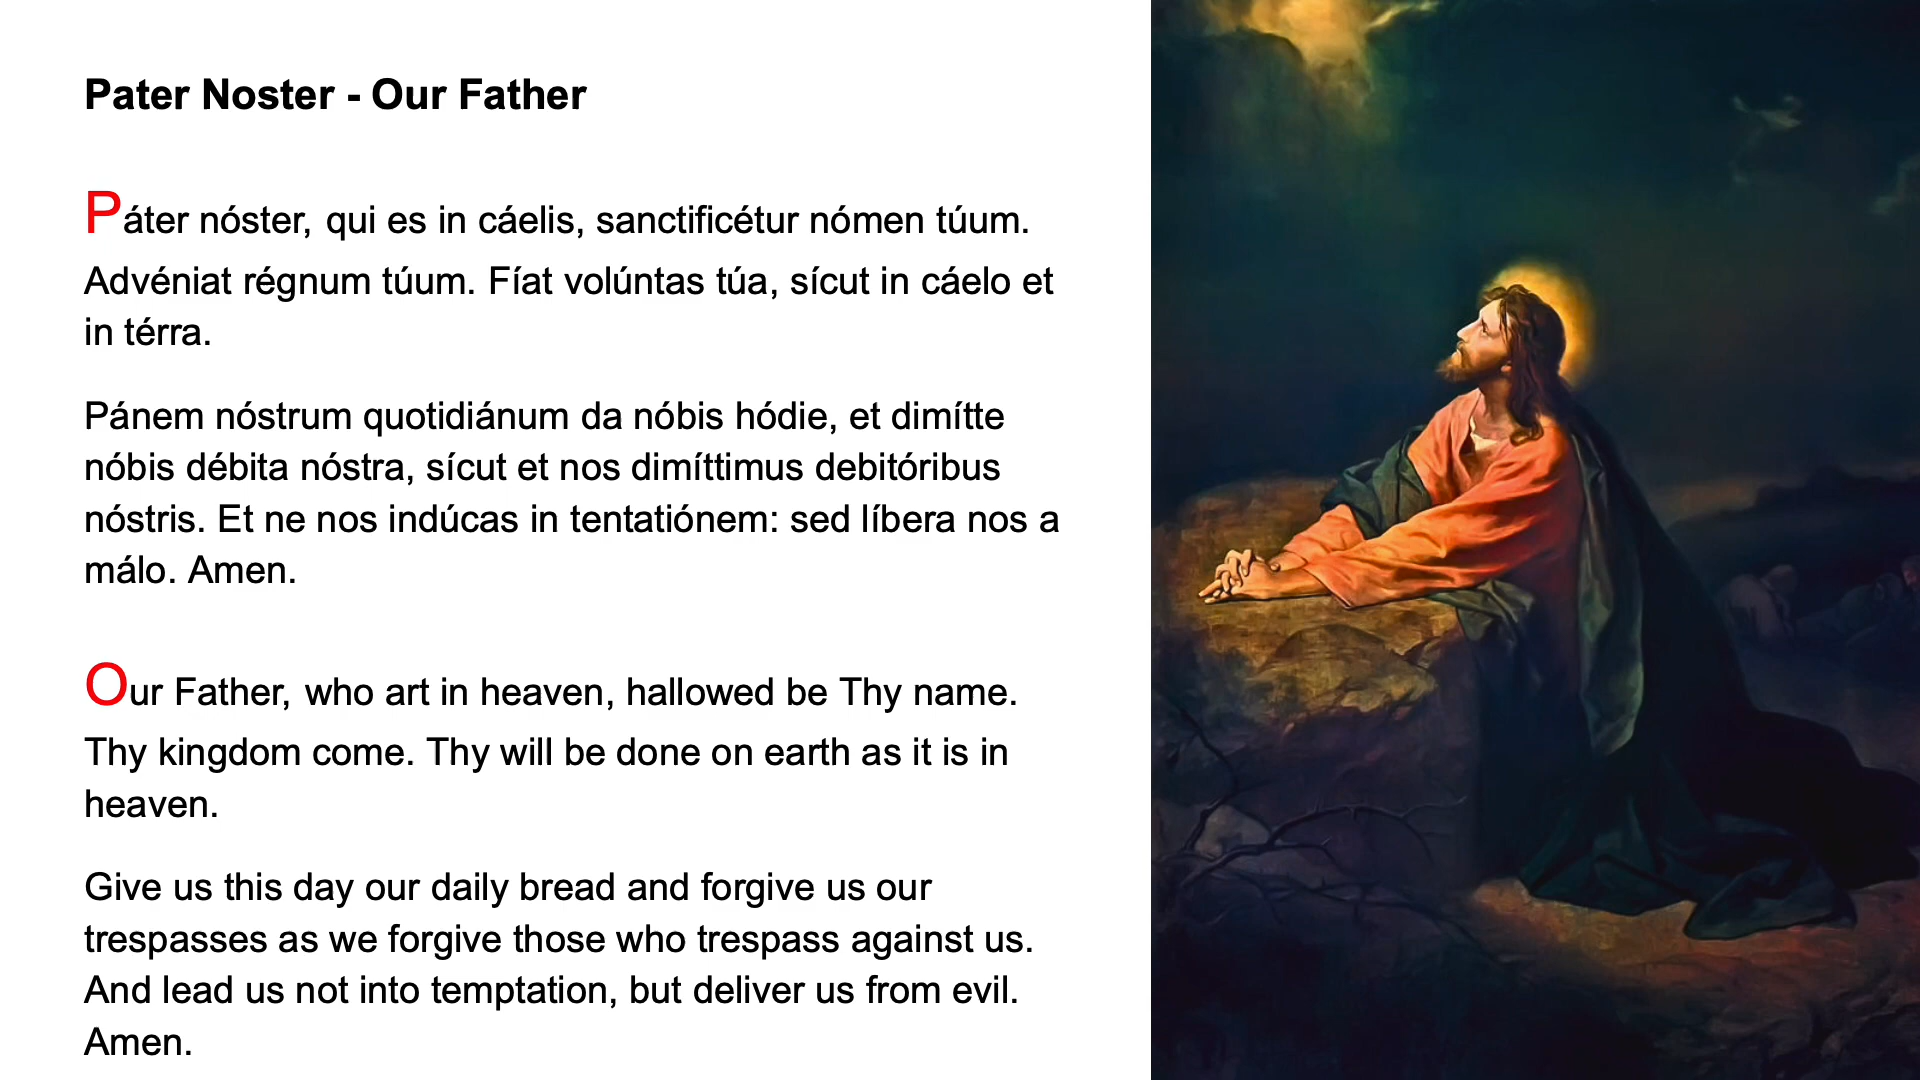 Pater Noster - Our Father
Páter nóster, qui es in cáelis, sanctificétur nómen túum.
Advéniat régnum túum. Fíat volúntas túa, sícut in cáelo et
in térra.
Pánem nóstrum quotidiánum da nóbis hódie, et dimítte
nóbis débita nóstra, sícut et nos dimíttimus debitóribus
nóstris. Et ne nos indúcas in tentatiónem: sed líbera nos a
málo. Amen.
Our Father, who art in heaven, hallowed be Thy name.
Thy kingdom come. Thy will be done on earth as it is in
heaven.
Give us this day our daily bread and forgive us our
trespasses as we forgive those who trespass against us.
And lead us not into temptation, but deliver us from evil.
Amen.